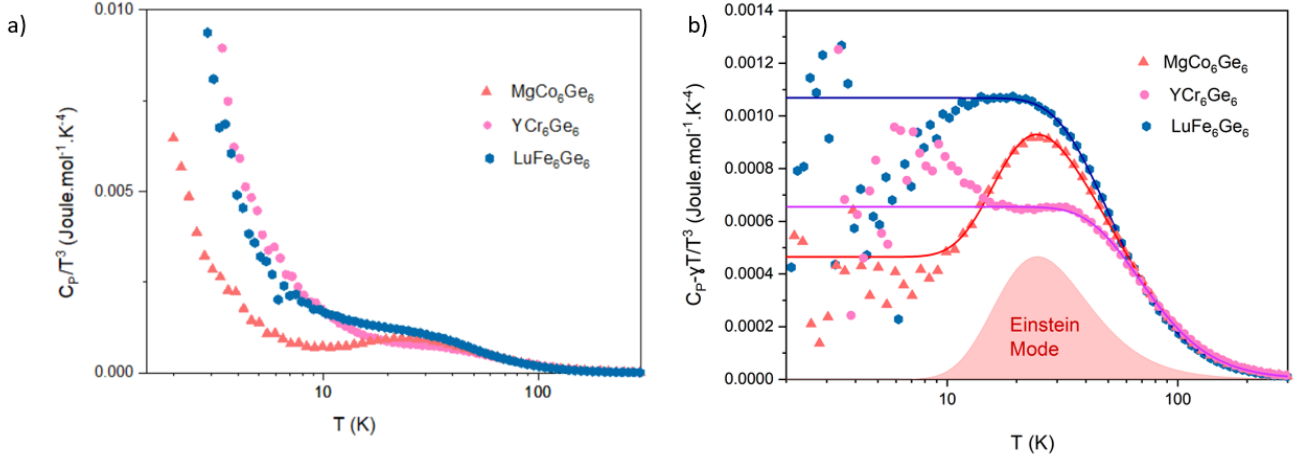 a)
0.010
0.005
0.000
C_P/T³ (Joule.mol⁻¹.K⁻⁴)
MgCo₆Ge₆
YCr₆Ge₆
LuFe₆Ge₆
10
100
T (K)
b)
0.0014
0.0012
0.0010
0.0008
0.0006
0.0004
0.0002
0.0000
C_P-γT/T³ (Joule.mol⁻¹.K⁻⁴)
MgCo₆Ge₆
YCr₆Ge₆
LuFe₆Ge₆
Einstein
Mode
10
100
T (K)